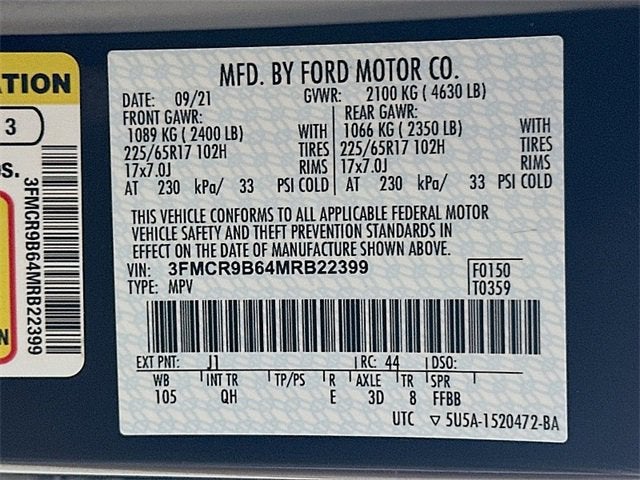 TION
3
s.
3FMCR9B64MRB22399
N
MFD. BY FORD MOTOR CO.
DATE: 09/21 GVWR: 2100 KG ( 4630 LB)
FRONT GAWR: REAR GAWR:
1089 KG ( 2400 LB) WITH 1066 KG ( 2350 LB) WITH
225/65R17 102H TIRES 225/65R17 102H TIRES
17x7.0J RIMS 17x7.0J RIMS
AT 230 kPa/ 33 PSI COLD AT 230 kPa/ 33 PSI COLD
THIS VEHICLE CONFORMS TO ALL APPLICABLE FEDERAL MOTOR
VEHICLE SAFETY AND THEFT PREVENTION STANDARDS IN
EFFECT ON THE DATE OF MANUFACTURE SHOWN ABOVE.
VIN: 3FMCR9B64MRB22399 F0150
TYPE: MPV T0359
EXT PNT: J1 RC: 44 DSO:
WB INT TR TP/PS R AXLE TR SPR
105 QH E 3D 8 FFBB
UTC ▽ 5U5A-1520472-BA